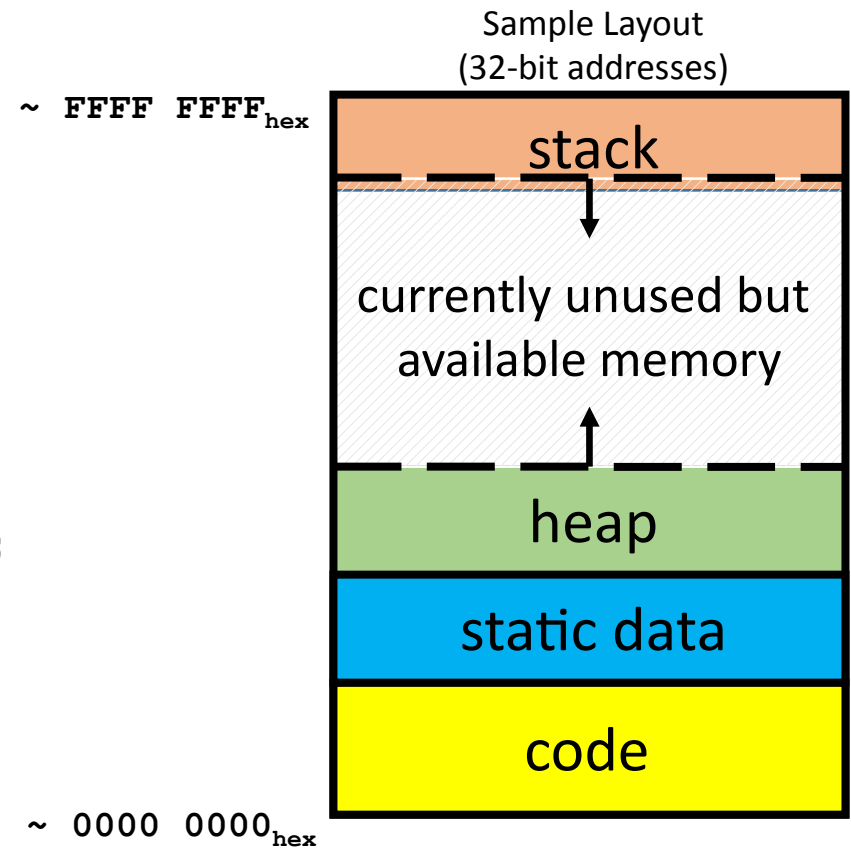 Sample Layout
(32-bit addresses)
~ FFFF FFFFhex
stack
currently unused but
available memory
heap
static data
code
~ 0000 0000hex